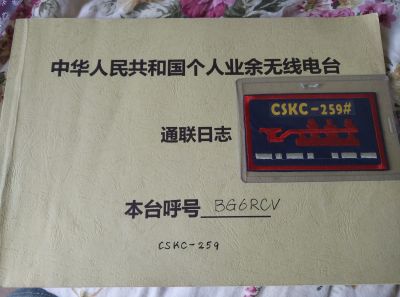 中华人民共和国个人业余无线电台
CSKC-259#
通联日志
本台呼号 BG6RCV
CSKC-259